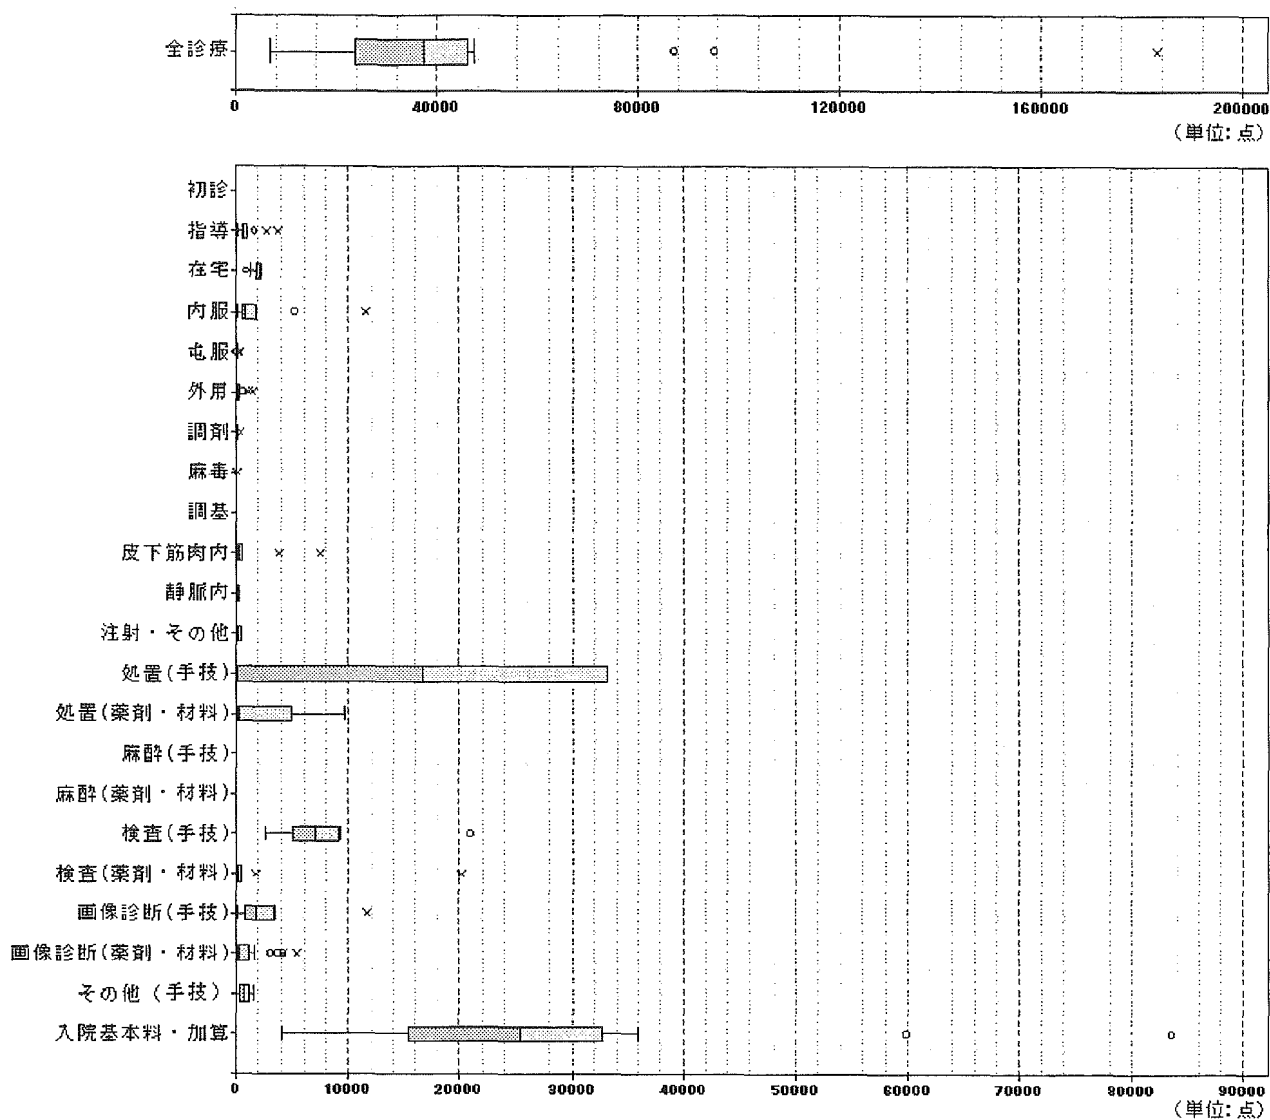 全診療
0 40000 80000 120000 160000 200000
(単位: 点)
初診
指導
在宅
内服
屯服
外用
調剤
麻毒
調基
皮下筋肉内
静脈内
注射・その他
処置(手技)
処置(薬剤・材料)
麻酔(手技)
麻酔(薬剤・材料)
検査(手技)
検査(薬剤・材料)
画像診断(手技)
画像診断(薬剤・材料)
その他(手技)
入院基本料・加算
0 10000 20000 30000 40000 50000 60000 70000 80000 90000
(単位: 点)